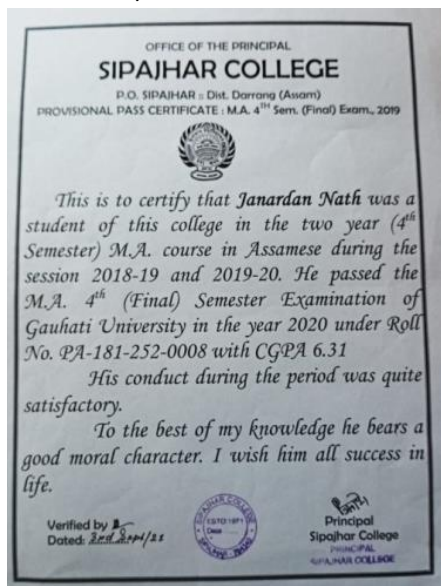 OFFICE OF THE PRINCIPAL
SIPAJHAR COLLEGE
P.O. SIPAJHAR :: Dist. Darrang (Assam)
PROVISIONAL PASS CERTIFICATE : M.A. 4TH Sem. (Final) Exam., 2019
This is to certify that Janardan Nath was a
student of this college in the two year (4th
Semester) M.A. course in Assamese during the
session 2018-19 and 2019-20. He passed the
M.A. 4th (Final) Semester Examination of
Gauhati University in the year 2020 under Roll
No. PA-181-252-0008 with CGPA 6.31
His conduct during the period was quite
satisfactory.
To the best of my knowledge he bears a
good moral character. I wish him all success in
life.
Verified by
Dated:
SIPAJHAR COLLEGE
ESTD:1971
Date
Principal
Sipajhar College
PRINCIPAL
SIPAJHAR COLLEGE